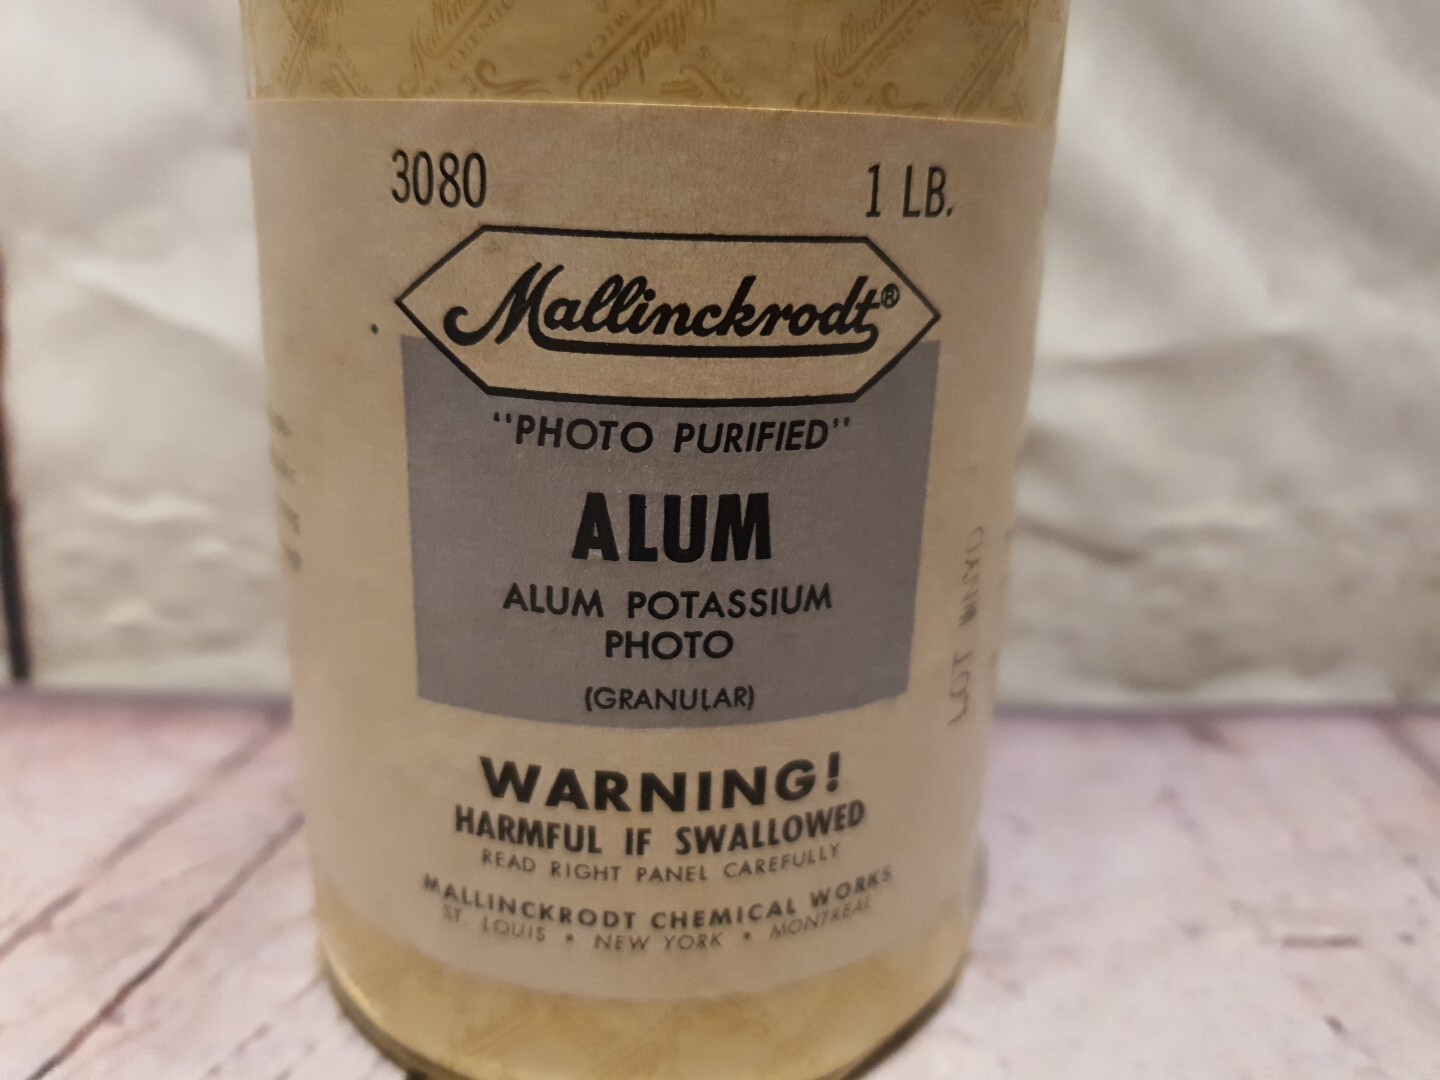 3080
1 LB.
Mallinckrodt®
"PHOTO PURIFIED"
ALUM
ALUM POTASSIUM
PHOTO
(GRANULAR)
WARNING!
HARMFUL IF SWALLOWED
READ RIGHT PANEL CAREFULLY
MALLINCKRODT CHEMICAL WORKS
ST. LOUIS • NEW YORK • MONTREAL
LOT